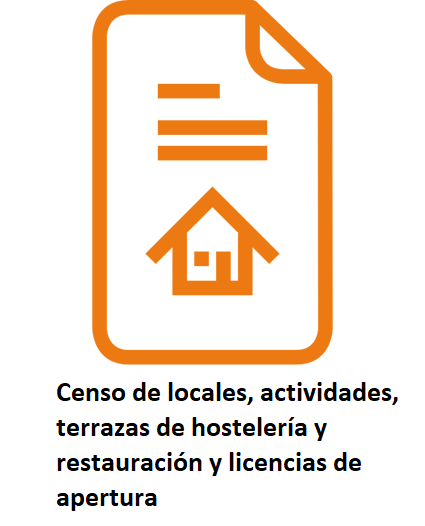 Censo de locales, actividades,
terrazas de hostelería y
restauración y licencias de
apertura